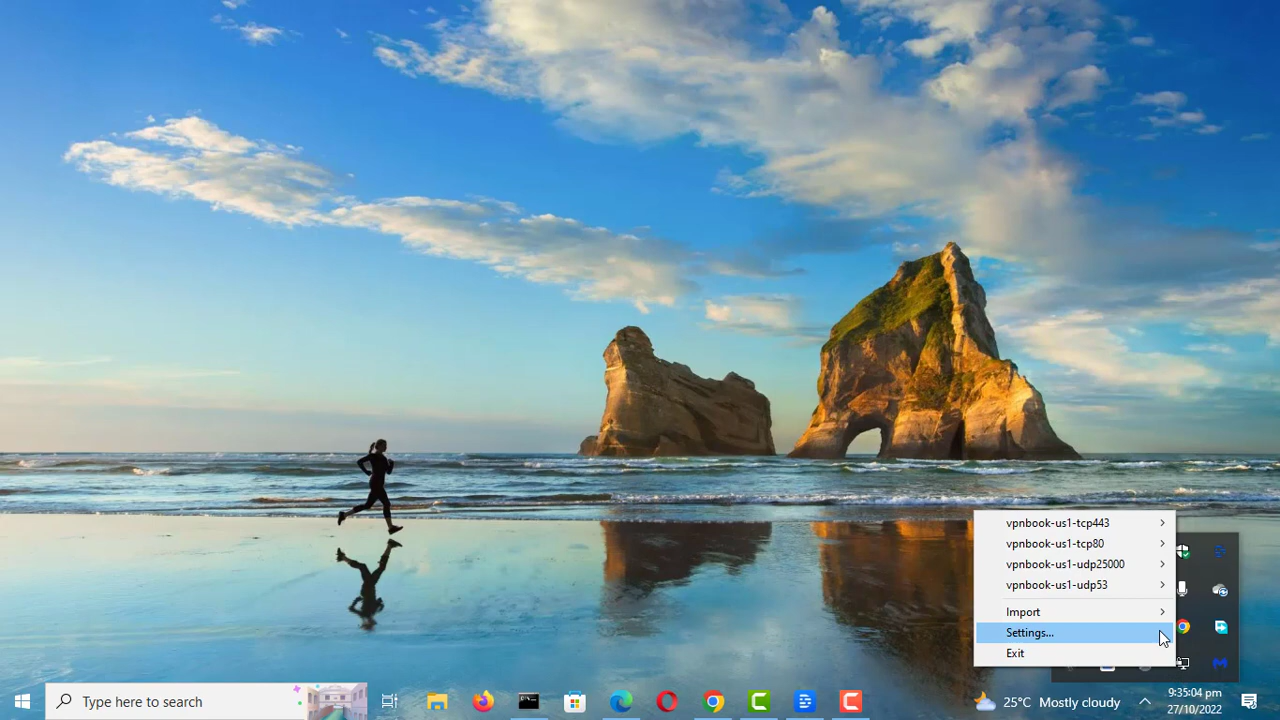 vpnbook-us1-tcp443
vpnbook-us1-tcp80
vpnbook-us1-udp25000
vpnbook-us1-udp53
Import
Settings...
Exit
Type here to search
25°C Mostly cloudy
9:35:04 pm
27/10/2022